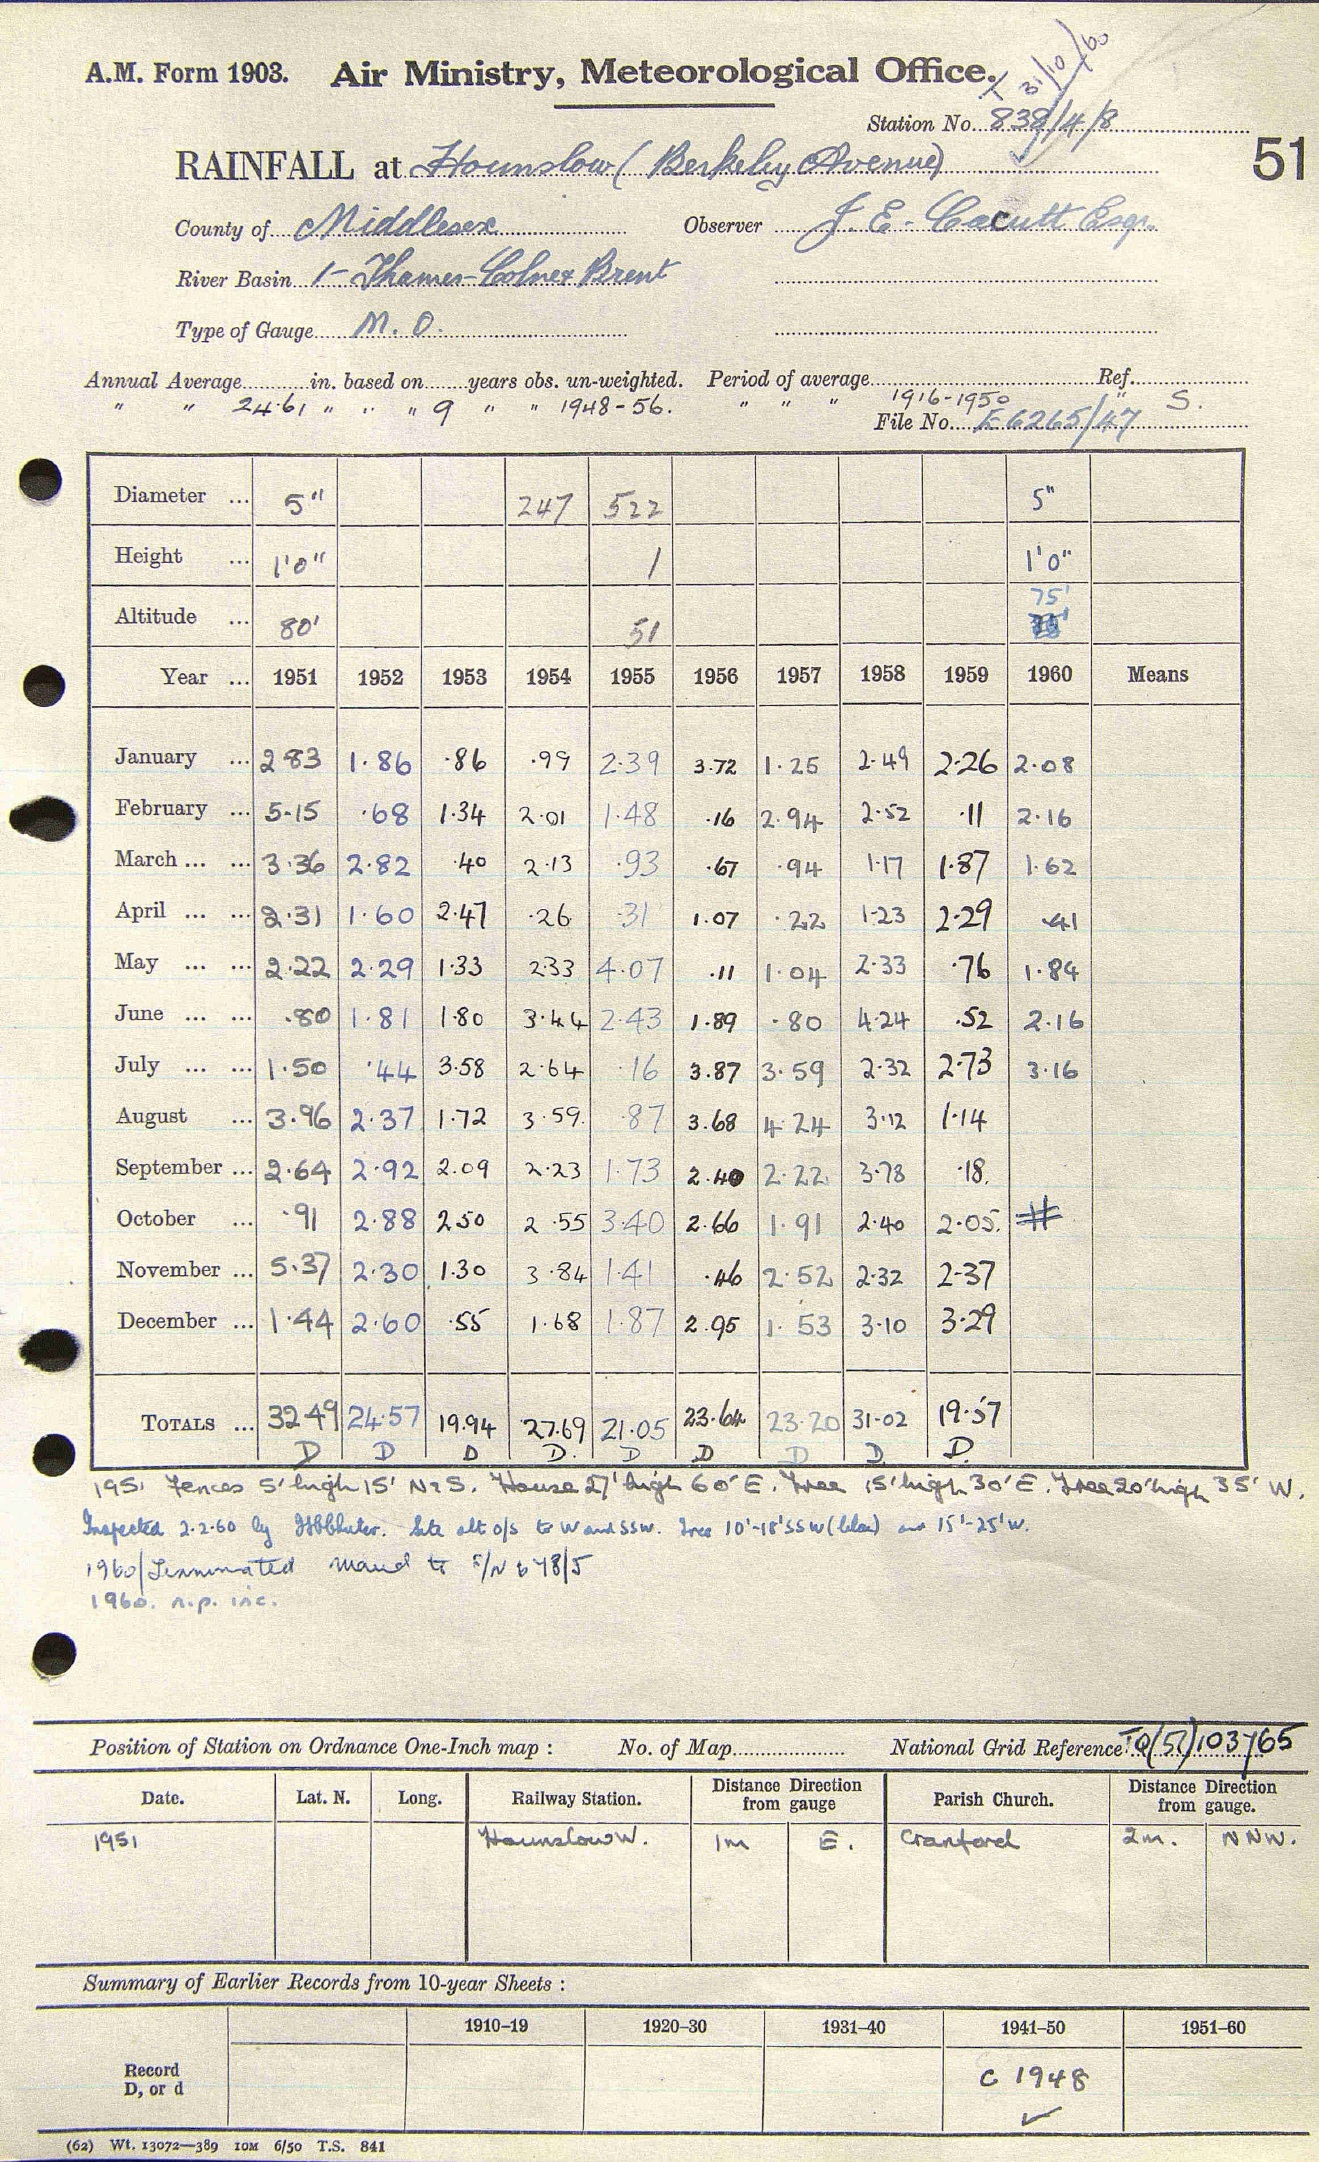 T 31/10/60
A.M. Form 1903. Air Ministry, Meteorological Office.
Station No. 838/4/8
51
RAINFALL at Hounslow (Berkeley Avenue)
County of Middlesex Observer J. E. Cacutt Esqr.
River Basin 1- Thames-Colne & Brent
Type of Gauge M. O.
Annual Average in. based on years obs. un-weighted. Period of average Ref.
" " 24.61 " " " 9 " " 1948-56. " " " 1916-1950 " S.
File No. E6265/47
Diameter ... 5" 247 522 5"
Height ... 1'0" 1 1'0"
75'
Altitude ... 80' 51
Year ... 1951 1952 1953 1954 1955 1956 1957 1958 1959 1960 Means
January ... 2.83 1.86 .86 .99 2.39 3.72 1.25 2.49 2.26 2.08
February ... 5.15 .68 1.34 2.01 1.48 .16 2.94 2.52 .11 2.16
March ... ... 3.36 2.82 .40 2.13 .93 .67 .94 1.17 1.87 1.62
April ... ... 2.31 1.60 2.47 .26 .31 1.07 .22 1.23 2.29 .41
May ... ... 2.22 2.29 1.33 2.33 4.07 .11 1.04 2.33 .76 1.84
June ... ... .80 1.81 1.80 3.44 2.43 1.89 .80 4.24 .52 2.16
July ... ... 1.50 .44 3.58 2.64 .16 3.87 3.59 2.32 2.73 3.16
August ... 3.96 2.37 1.72 3.59 .87 3.68 4.24 3.12 1.14
September ... 2.64 2.92 2.09 2.23 1.73 2.40 2.22 3.78 .18
October ... .91 2.88 2.50 2.55 3.40 2.66 1.91 2.40 2.05 #
November ... 5.37 2.30 1.30 3.84 1.41 .46 2.52 2.32 2.37
December ... 1.44 2.60 .55 1.68 1.87 2.95 1.53 3.10 3.29
TOTALS ... 32.49 24.57 19.94 27.69 21.05 23.64 23.20 31.02 19.57
D D D D. D D D D D
1951 Fences 5' high 15' N & S. House 27' high 60' E. Tree 15' high 30' E. Tree 20' high 35' W.
Inspected 2.2.60 by Site alt o/s to W and SSW. Tree 10'-18' SSW (lilac) and 15'-25' W.
1960/Terminated Maud to F/N 678/5
1960. n.p. inc.
Position of Station on Ordnance One-Inch map : No. of Map National Grid Reference TQ(51)103765
Date. Lat. N. Long. Railway Station. Distance Direction from gauge Parish Church. Distance Direction from gauge.
1951 Hounslow W. 1m E. Cranford 2m. NNW.
Summary of Earlier Records from 10-year Sheets :
1910–19 1920–30 1931–40 1941–50 1951–60
Record
D, or d C 1948
(62) Wt. 13072—389 10M 6/50 T.S. 841